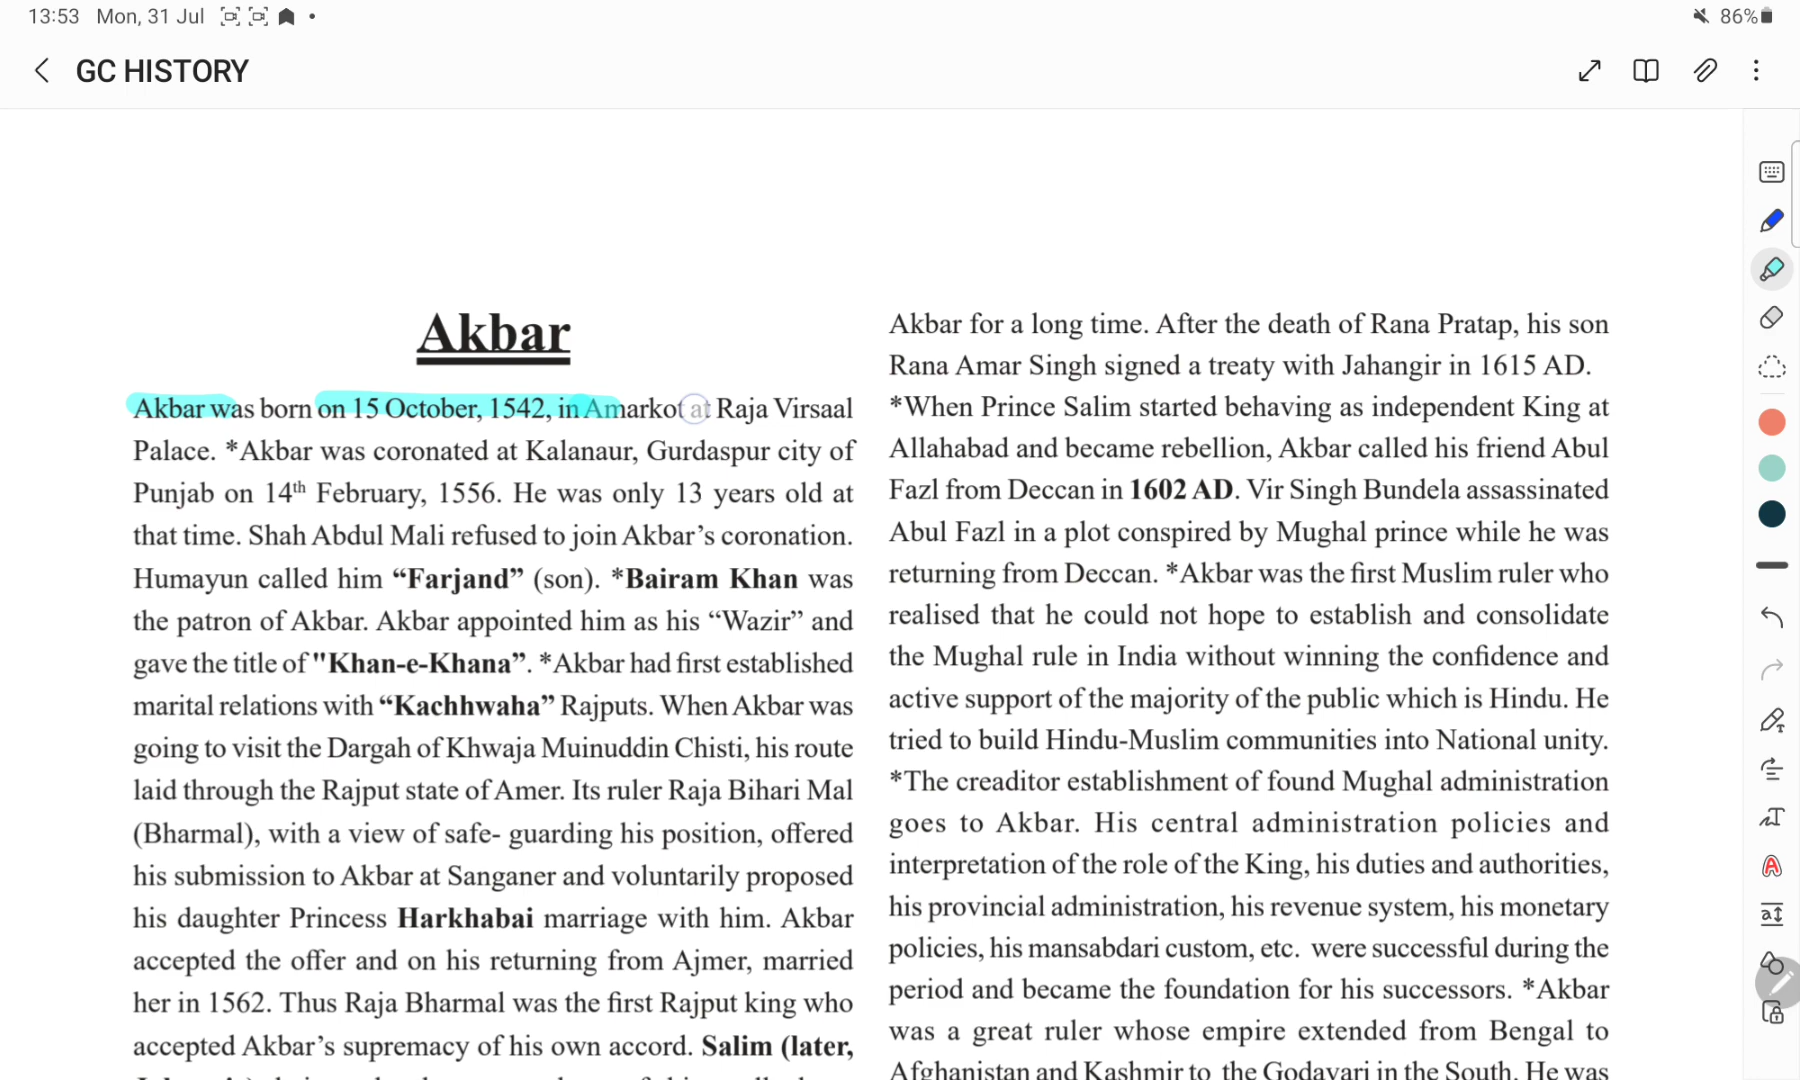 13:53 Mon, 31 Jul
86%
GC HISTORY
Akbar
Akbar was born on 15 October, 1542, in Amarkot at Raja Virsaal
Palace. *Akbar was coronated at Kalanaur, Gurdaspur city of
Punjab on 14th February, 1556. He was only 13 years old at
that time. Shah Abdul Mali refused to join Akbar’s coronation.
Humayun called him “Farjand” (son). *Bairam Khan was
the patron of Akbar. Akbar appointed him as his “Wazir” and
gave the title of "Khan-e-Khana”. *Akbar had first established
marital relations with “Kachhwaha” Rajputs. When Akbar was
going to visit the Dargah of Khwaja Muinuddin Chisti, his route
laid through the Rajput state of Amer. Its ruler Raja Bihari Mal
(Bharmal), with a view of safe- guarding his position, offered
his submission to Akbar at Sanganer and voluntarily proposed
his daughter Princess Harkhabai marriage with him. Akbar
accepted the offer and on his returning from Ajmer, married
her in 1562. Thus Raja Bharmal was the first Rajput king who
accepted Akbar’s supremacy of his own accord. Salim (later,
Akbar for a long time. After the death of Rana Pratap, his son
Rana Amar Singh signed a treaty with Jahangir in 1615 AD.
*When Prince Salim started behaving as independent King at
Allahabad and became rebellion, Akbar called his friend Abul
Fazl from Deccan in 1602 AD. Vir Singh Bundela assassinated
Abul Fazl in a plot conspired by Mughal prince while he was
returning from Deccan. *Akbar was the first Muslim ruler who
realised that he could not hope to establish and consolidate
the Mughal rule in India without winning the confidence and
active support of the majority of the public which is Hindu. He
tried to build Hindu-Muslim communities into National unity.
*The creaditor establishment of found Mughal administration
goes to Akbar. His central administration policies and
interpretation of the role of the King, his duties and authorities,
his provincial administration, his revenue system, his monetary
policies, his mansabdari custom, etc. were successful during the
period and became the foundation for his successors. *Akbar
was a great ruler whose empire extended from Bengal to
Afghanistan and Kashmir to the Godavari in the South. He was